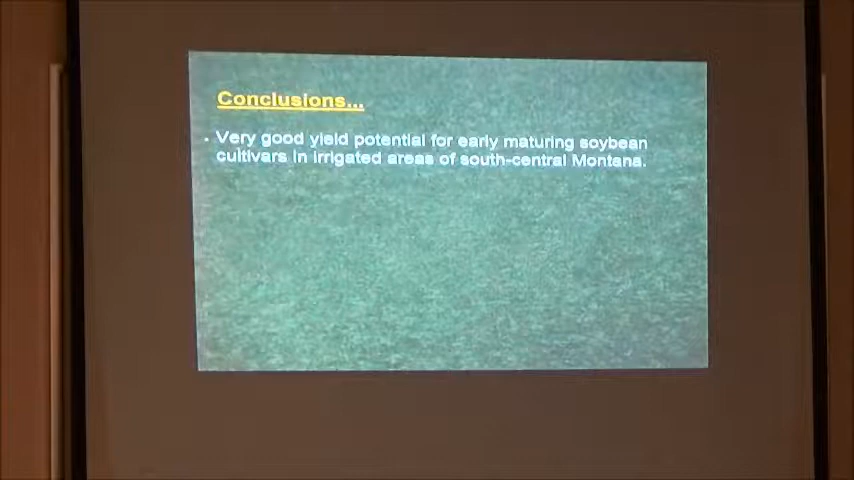 Conclusions...
• Very good yield potential for early maturing soybean
cultivars in irrigated areas of south-central Montana.